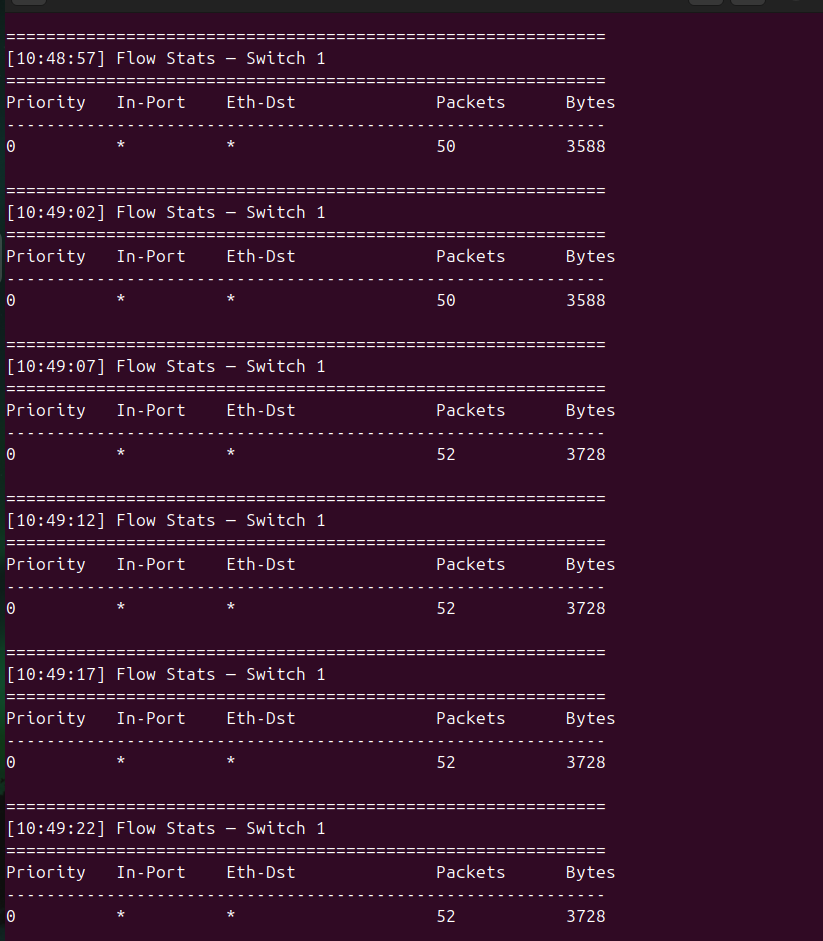 ============================================================
[10:48:57] Flow Stats — Switch 1
============================================================
Priority   In-Port    Eth-Dst              Packets      Bytes
------------------------------------------------------------
0          *          *                    50           3588

============================================================
[10:49:02] Flow Stats — Switch 1
============================================================
Priority   In-Port    Eth-Dst              Packets      Bytes
------------------------------------------------------------
0          *          *                    50           3588

============================================================
[10:49:07] Flow Stats — Switch 1
============================================================
Priority   In-Port    Eth-Dst              Packets      Bytes
------------------------------------------------------------
0          *          *                    52           3728

============================================================
[10:49:12] Flow Stats — Switch 1
============================================================
Priority   In-Port    Eth-Dst              Packets      Bytes
------------------------------------------------------------
0          *          *                    52           3728

============================================================
[10:49:17] Flow Stats — Switch 1
============================================================
Priority   In-Port    Eth-Dst              Packets      Bytes
------------------------------------------------------------
0          *          *                    52           3728

============================================================
[10:49:22] Flow Stats — Switch 1
============================================================
Priority   In-Port    Eth-Dst              Packets      Bytes
------------------------------------------------------------
0          *          *                    52           3728